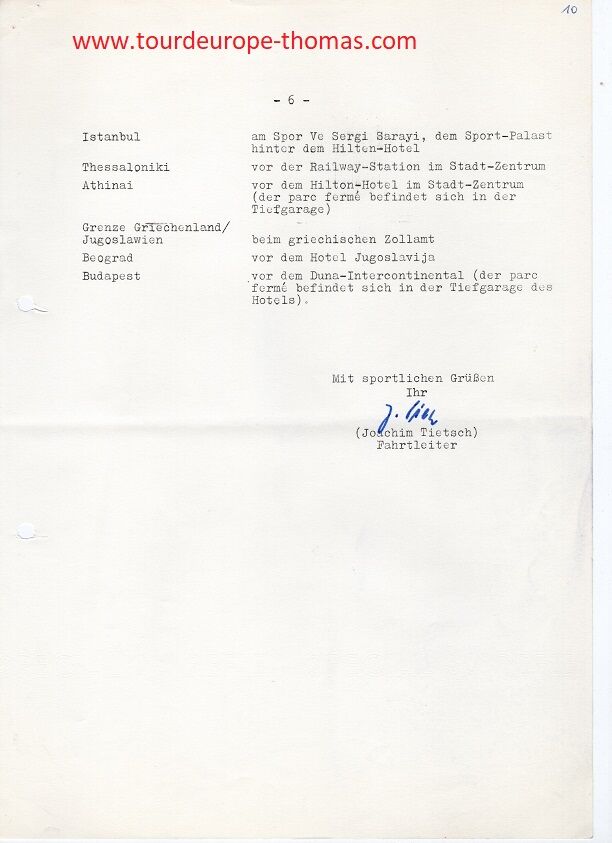 10
www.tourdeurope-thomas.com
- 6 -
Istanbul am Spor Ve Sergi Sarayi, dem Sport-Palast
hinter dem Hilten-Hotel
Thessaloniki vor der Railway-Station im Stadt-Zentrum
Athinai vor dem Hilton-Hotel im Stadt-Zentrum
(der parc fermé befindet sich in der
Tiefgarage)
Grenze Griechenland/
Jugoslawien beim griechischen Zollamt
Beograd vor dem Hotel Jugoslavija
Budapest vor dem Duna-Intercontinental (der parc
fermé befindet sich in der Tiefgarage des
Hotels).
Mit sportlichen Grüßen
Ihr
(Joachim Tietsch)
Fahrtleiter